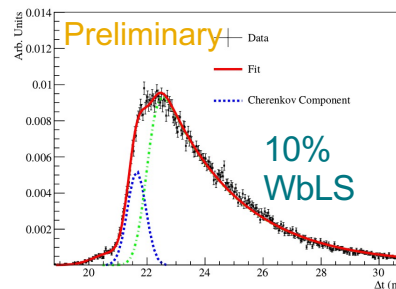 Preliminary
Arb. Units
0.014
0.012
0.01
0.008
0.006
0.004
0.002
Data
Fit
Cherenkov Component
10%
WbLS
20 22 24 26 28 30
Δt (n